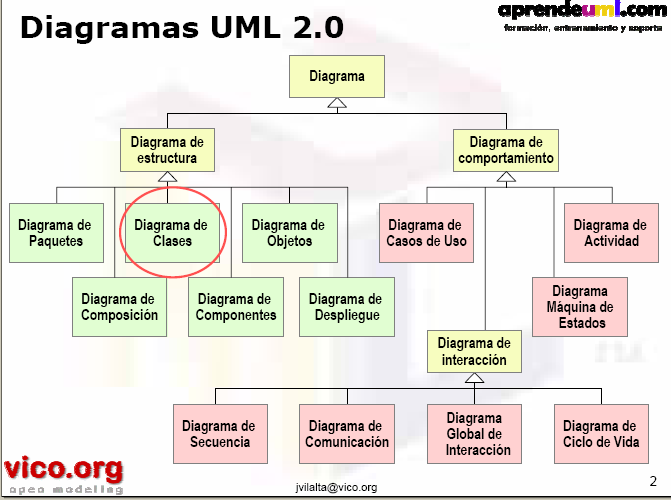 Diagramas UML 2.0
aprendeuml.com
formación, entrenamiento y soporte
Diagrama
Diagrama de
estructura
Diagrama de
comportamiento
Diagrama de
Paquetes
Diagrama de
Clases
Diagrama de
Objetos
Diagrama de
Casos de Uso
Diagrama de
Actividad
Diagrama de
Composición
Diagrama de
Componentes
Diagrama de
Despliegue
Diagrama
Máquina de
Estados
Diagrama de
interacción
Diagrama de
Secuencia
Diagrama de
Comunicación
Diagrama
Global de
Interacción
Diagrama de
Ciclo de Vida
vico.org
open modeling
jvilalta@vico.org
2